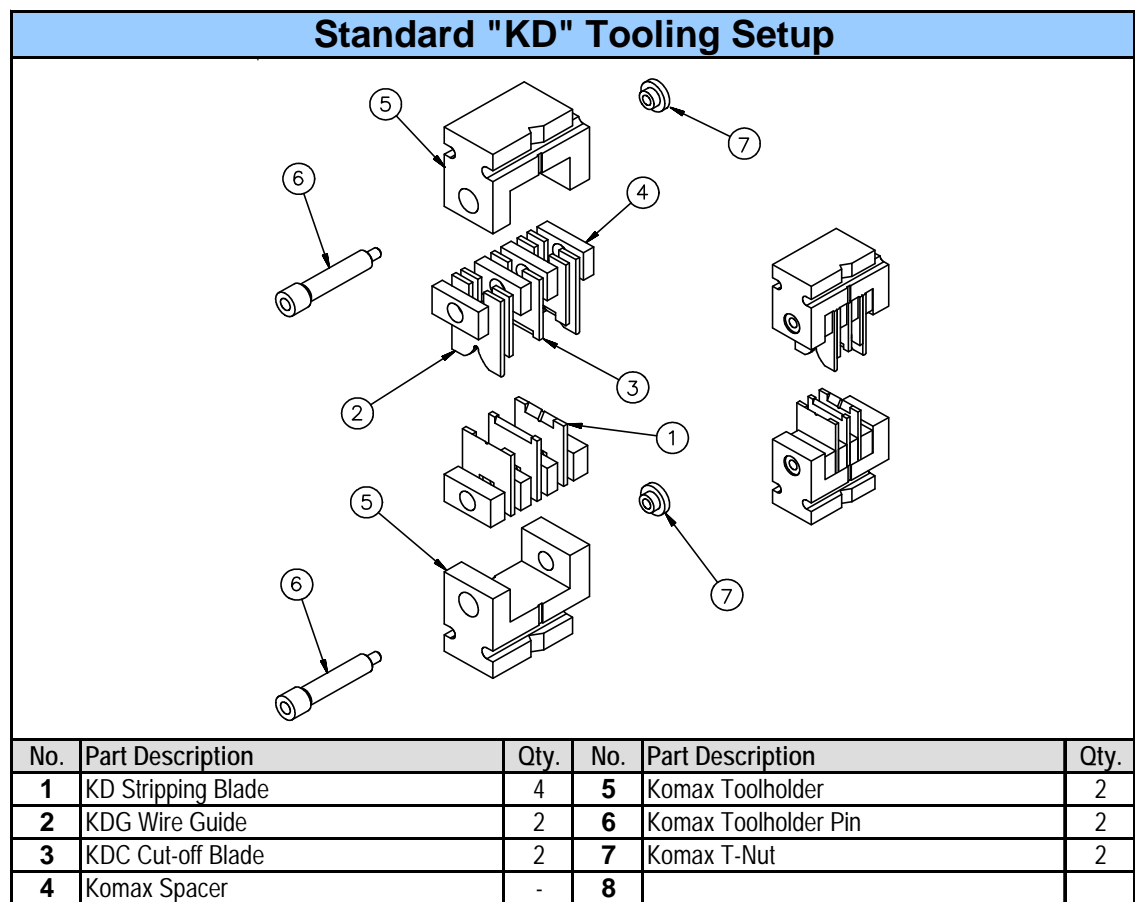 Standard "KD" Tooling Setup
5
7
6
4
2
3
1
5
7
6
No. Part Description Qty. No. Part Description Qty.
1 KD Stripping Blade 4 5 Komax Toolholder 2
2 KDG Wire Guide 2 6 Komax Toolholder Pin 2
3 KDC Cut-off Blade 2 7 Komax T-Nut 2
4 Komax Spacer - 8